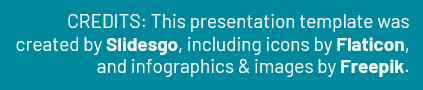 CREDITS: This presentation template was
created by Slidesgo, including icons by Flaticon,
and infographics & images by Freepik.